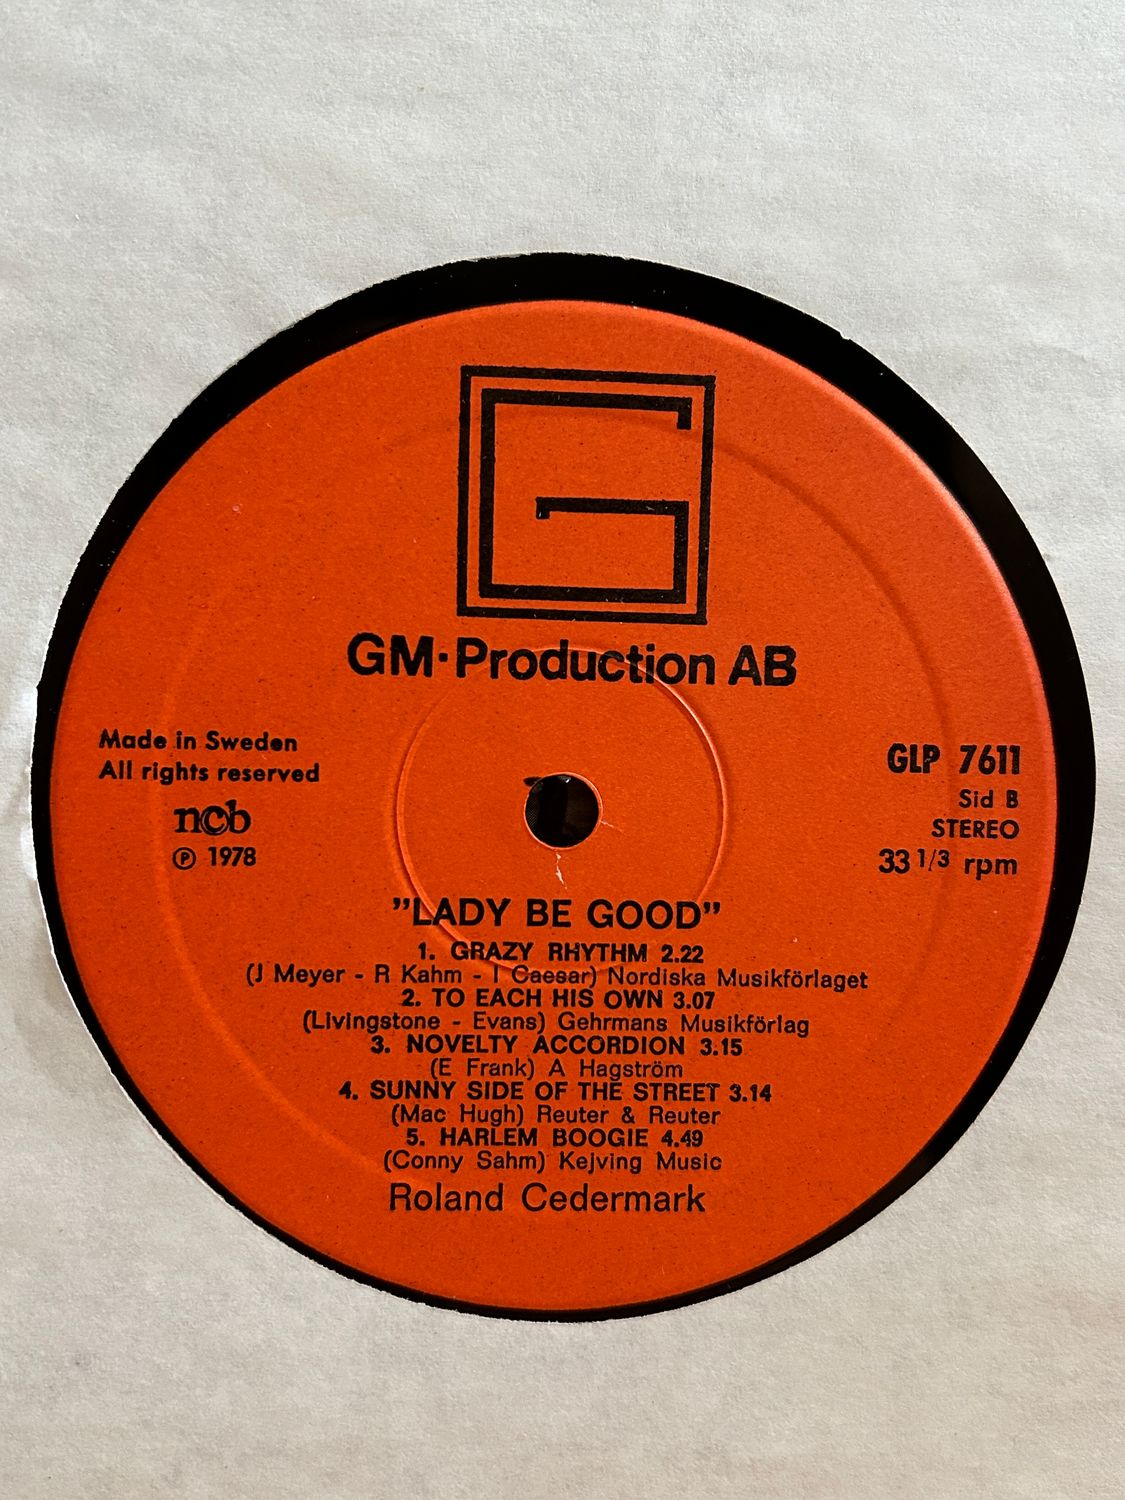 G
GM·Production AB
Made in Sweden
All rights reserved
ncb
℗ 1978
GLP 7611
Sid B
STEREO
33 1/3 rpm
"LADY BE GOOD"
1. GRAZY RHYTHM 2.22
(J Meyer - R Kahm - I Caesar) Nordiska Musikförlaget
2. TO EACH HIS OWN 3.07
(Livingstone - Evans) Gehrmans Musikförlag
3. NOVELTY ACCORDION 3.15
(E Frank) A Hagström
4. SUNNY SIDE OF THE STREET 3.14
(Mac Hugh) Reuter & Reuter
5. HARLEM BOOGIE 4.49
(Conny Sahm) Kejving Music
Roland Cedermark